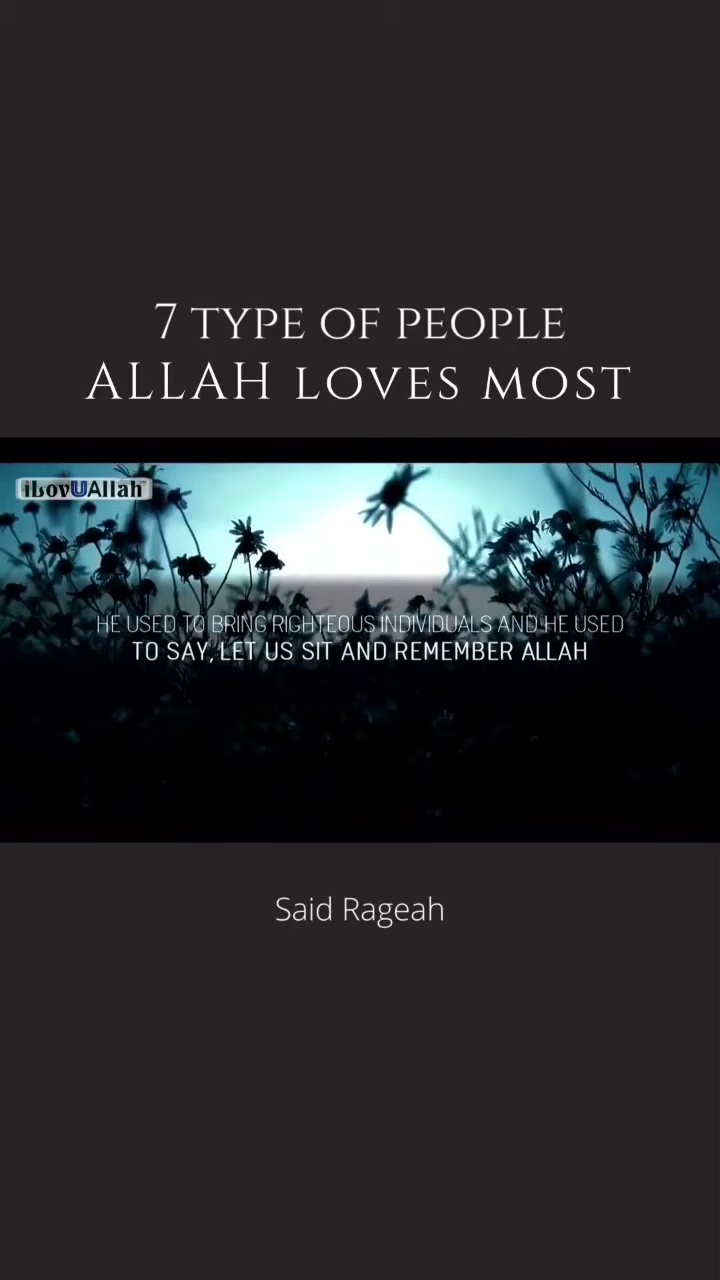 7 TYPE OF PEOPLE
ALLAH LOVES MOST
iLovUAllah
HE USED TO BRING RIGHTEOUS INDIVIDUALS AND HE USED
TO SAY, LET US SIT AND REMEMBER ALLAH
Said Rageah